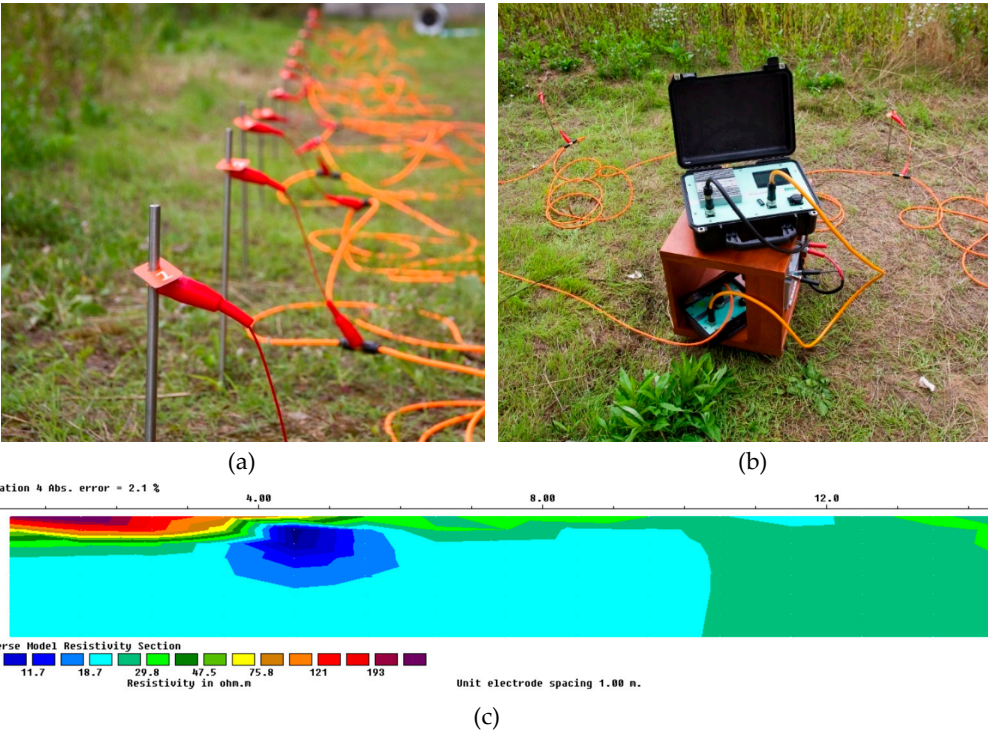 (a)
(b)
ation 4 Abs. error = 2.1 %
4.00 8.00 12.0
erse Model Resistivity Section
11.7 18.7 29.8 47.5 75.8 121 193
Resistivity in ohm.m Unit electrode spacing 1.00 m.
(c)